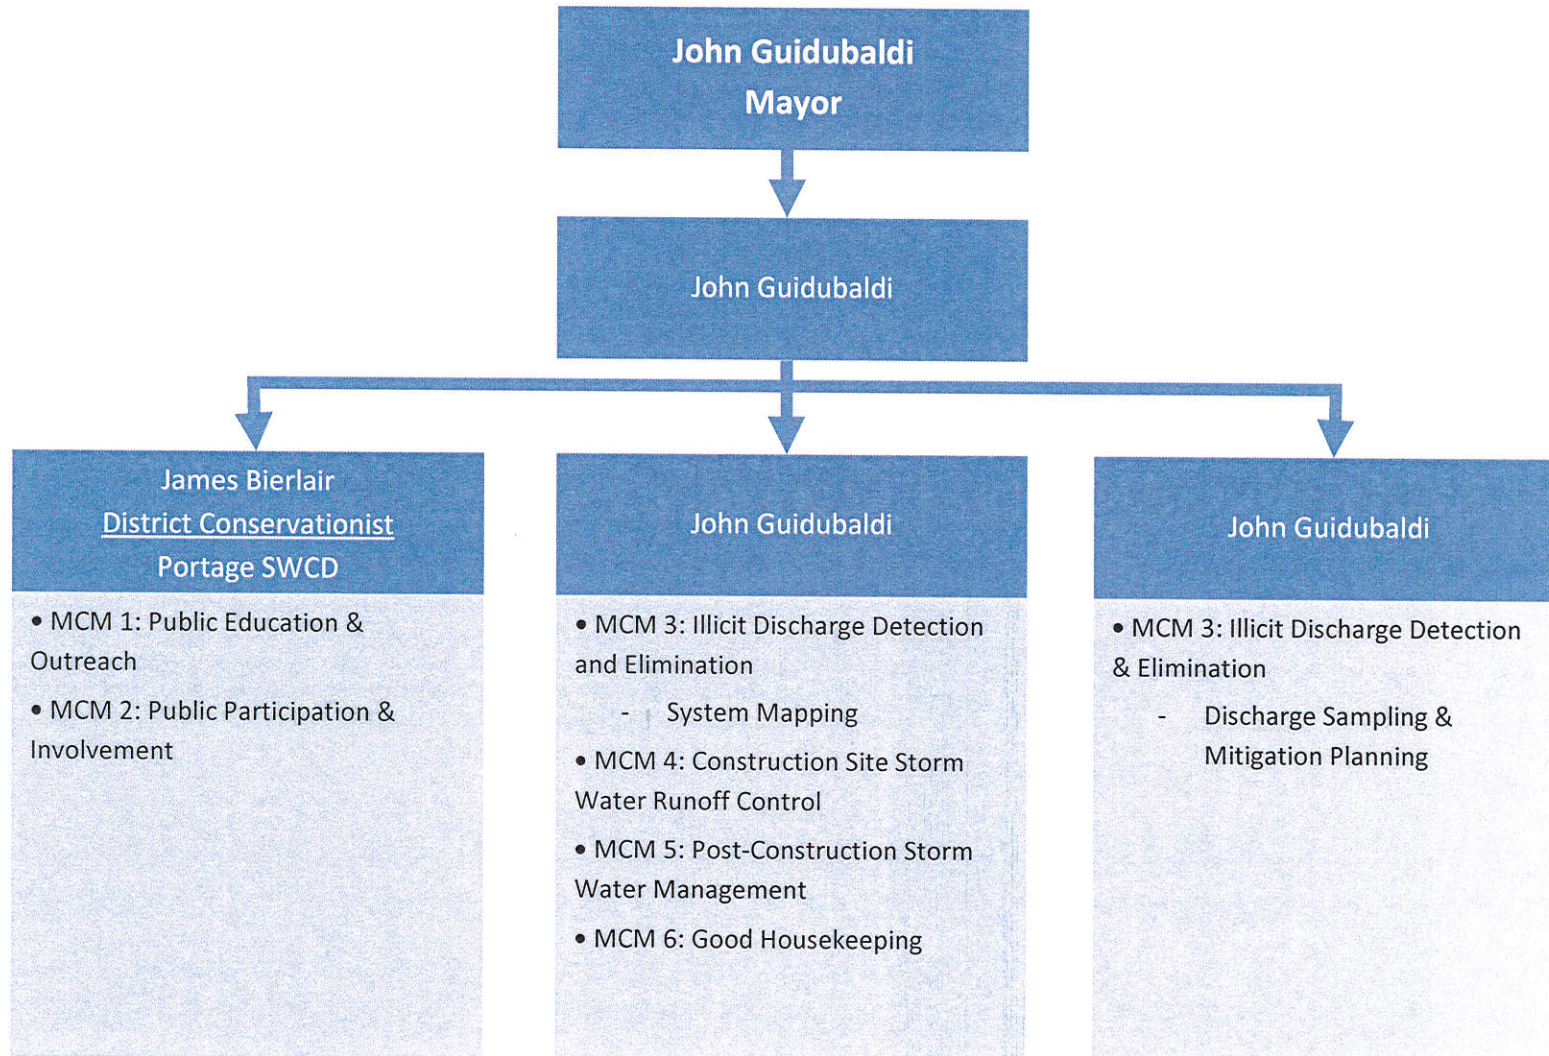 John Guidubaldi
Mayor
John Guidubaldi
James Bierlair
District Conservationist
Portage SWCD
• MCM 1: Public Education &
Outreach
• MCM 2: Public Participation &
Involvement
John Guidubaldi
• MCM 3: Illicit Discharge Detection
and Elimination
- System Mapping
• MCM 4: Construction Site Storm
Water Runoff Control
• MCM 5: Post-Construction Storm
Water Management
• MCM 6: Good Housekeeping
John Guidubaldi
• MCM 3: Illicit Discharge Detection
& Elimination
- Discharge Sampling &
Mitigation Planning